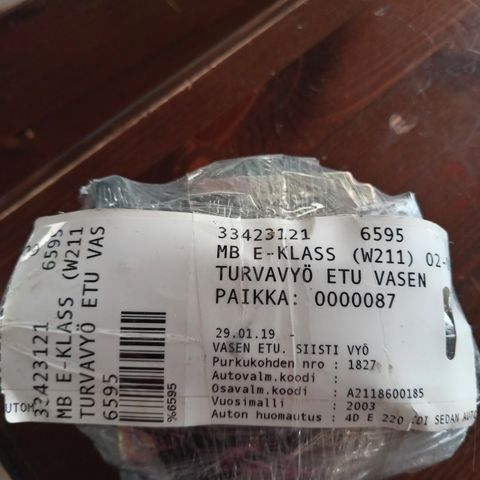 33423121 6595
MB E-KLASS (W211) 02-
TURVAVYÖ ETU VASEN
PAIKKA: 0000087
29.01.19 -
VASEN ETU. SIISTI VYÖ
Purkukohden nro : 1827
Autovalm.koodi :
Osavalm.koodi : A2118600185
Vuosimalli : 2003
Auton huomautus : 4D E 220 CDI SEDAN AUTO
33423121 6595
MB E-KLASS (W211
TURVAVYÖ ETU VAS
6595
%6595
AUTOM